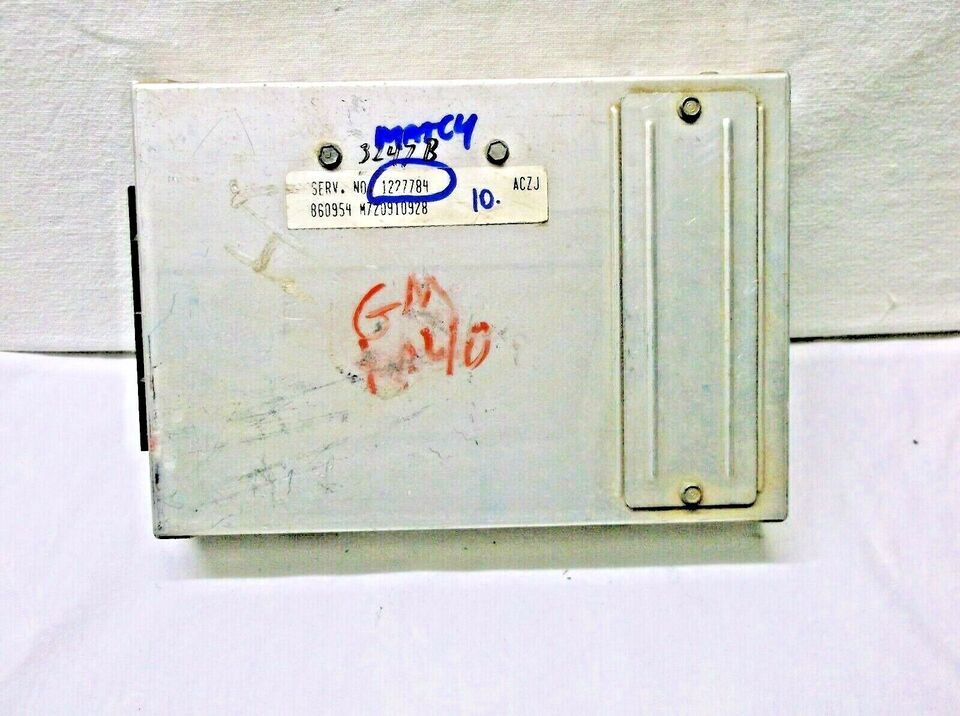 MATCH
3247B
SERV. NO. 1227784 ACZJ
860954 M720910928 10.
GM